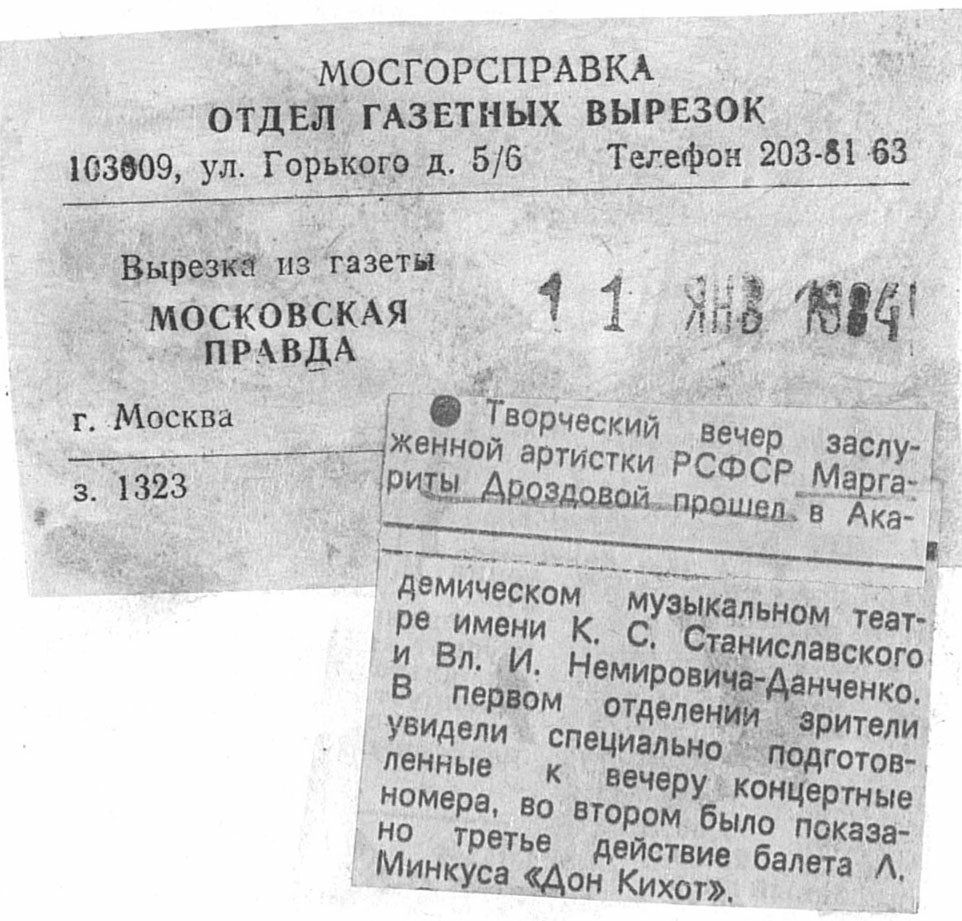 МОСГОРСПРАВКА
ОТДЕЛ ГАЗЕТНЫХ ВЫРЕЗОК
103009, ул. Горького д. 5/6 Телефон 203-81 63
Вырезка из газеты
МОСКОВСКАЯ
ПРАВДА
11 ЯНВ 1984
г. Москва
з. 1323
● Творческий вечер заслу-
женной артистки РСФСР Марга-
риты Дроздовой прошел в Ака-
демическом музыкальном теат-
ре имени К. С. Станиславского
и Вл. И. Немировича-Данченко.
В первом отделении зрители
увидели специально подготов-
ленные к вечеру концертные
номера, во втором было показа-
но третье действие балета Л.
Минкуса «Дон Кихот».